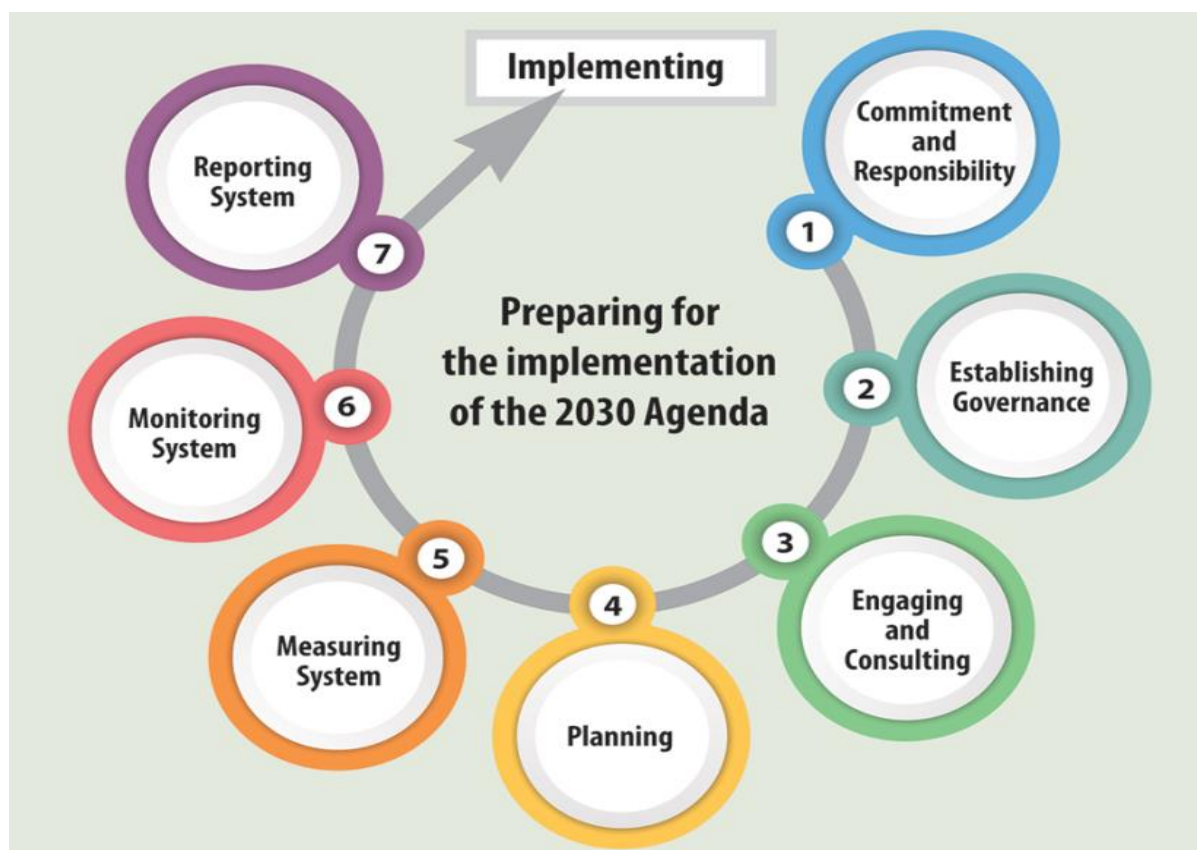 Implementing
Preparing for
the implementation
of the 2030 Agenda
1
Commitment
and
Responsibility
2
Establishing
Governance
3
Engaging
and
Consulting
4
Planning
5
Measuring
System
6
Monitoring
System
7
Reporting
System